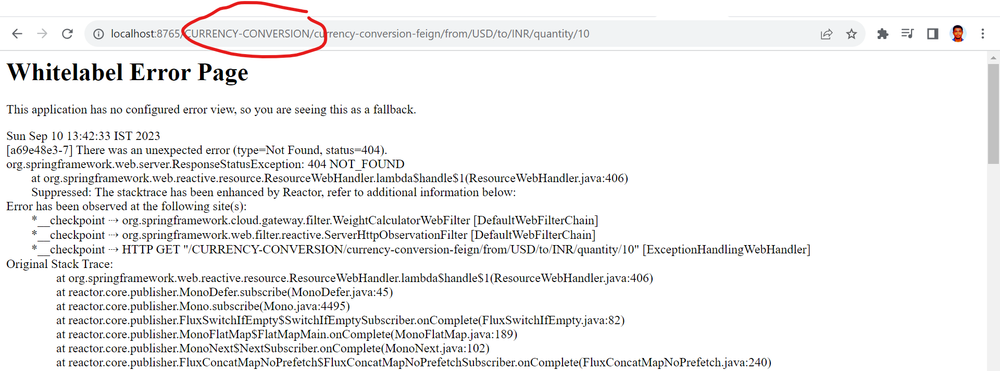 localhost:8765/CURRENCY-CONVERSION/currency-conversion-feign/from/USD/to/INR/quantity/10
Whitelabel Error Page
This application has no configured error view, so you are seeing this as a fallback.
Sun Sep 10 13:42:33 IST 2023
[a69e48e3-7] There was an unexpected error (type=Not Found, status=404).
org.springframework.web.server.ResponseStatusException: 404 NOT_FOUND
at org.springframework.web.reactive.resource.ResourceWebHandler.lambda$handle$1(ResourceWebHandler.java:406)
Suppressed: The stacktrace has been enhanced by Reactor, refer to additional information below:
Error has been observed at the following site(s):
*__checkpoint ⇢ org.springframework.cloud.gateway.filter.WeightCalculatorWebFilter [DefaultWebFilterChain]
*__checkpoint ⇢ org.springframework.web.filter.reactive.ServerHttpObservationFilter [DefaultWebFilterChain]
*__checkpoint ⇢ HTTP GET "/CURRENCY-CONVERSION/currency-conversion-feign/from/USD/to/INR/quantity/10" [ExceptionHandlingWebHandler]
Original Stack Trace:
at org.springframework.web.reactive.resource.ResourceWebHandler.lambda$handle$1(ResourceWebHandler.java:406)
at reactor.core.publisher.MonoDefer.subscribe(MonoDefer.java:45)
at reactor.core.publisher.Mono.subscribe(Mono.java:4495)
at reactor.core.publisher.FluxSwitchIfEmpty$SwitchIfEmptySubscriber.onComplete(FluxSwitchIfEmpty.java:82)
at reactor.core.publisher.MonoFlatMap$FlatMapMain.onComplete(MonoFlatMap.java:189)
at reactor.core.publisher.MonoNext$NextSubscriber.onComplete(MonoNext.java:102)
at reactor.core.publisher.FluxConcatMapNoPrefetch$FluxConcatMapNoPrefetchSubscriber.onComplete(FluxConcatMapNoPrefetch.java:240)